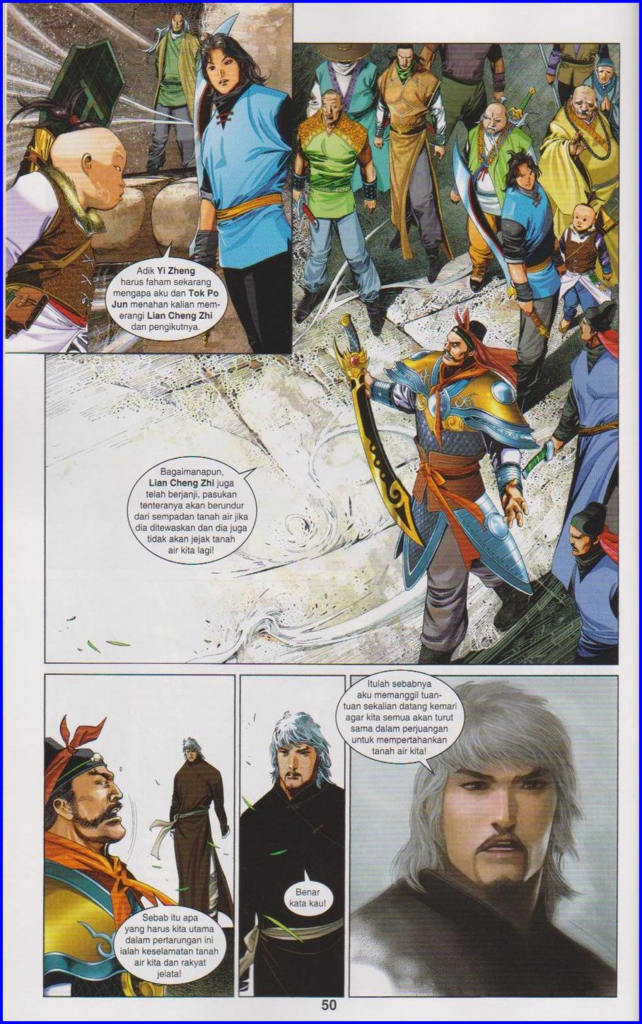 Adik Yi Zheng
harus faham sekarang
mengapa aku dan Tok Po
Jun menahan kalian mem-
erangi Lian Cheng Zhi
dan pengikutnya.
Bagaimanapun,
Lian Cheng Zhi juga
telah berjanji, pasukan
tenteranya akan berundur
dari sempadan tanah air jika
dia ditewaskan dan dia juga
tidak akan jejak tanah
air kita lagi!
Sebab itu apa
yang harus kita utama
dalam pertarungan ini
ialah keselamatan tanah
air kita dan rakyat
jelata!
Benar
kata kau!
Itulah sebabnya
aku memanggil tuan-
tuan sekalian datang kemari
agar kita semua akan turut
sama dalam perjuangan
untuk mempertahankan
tanah air kita!
50